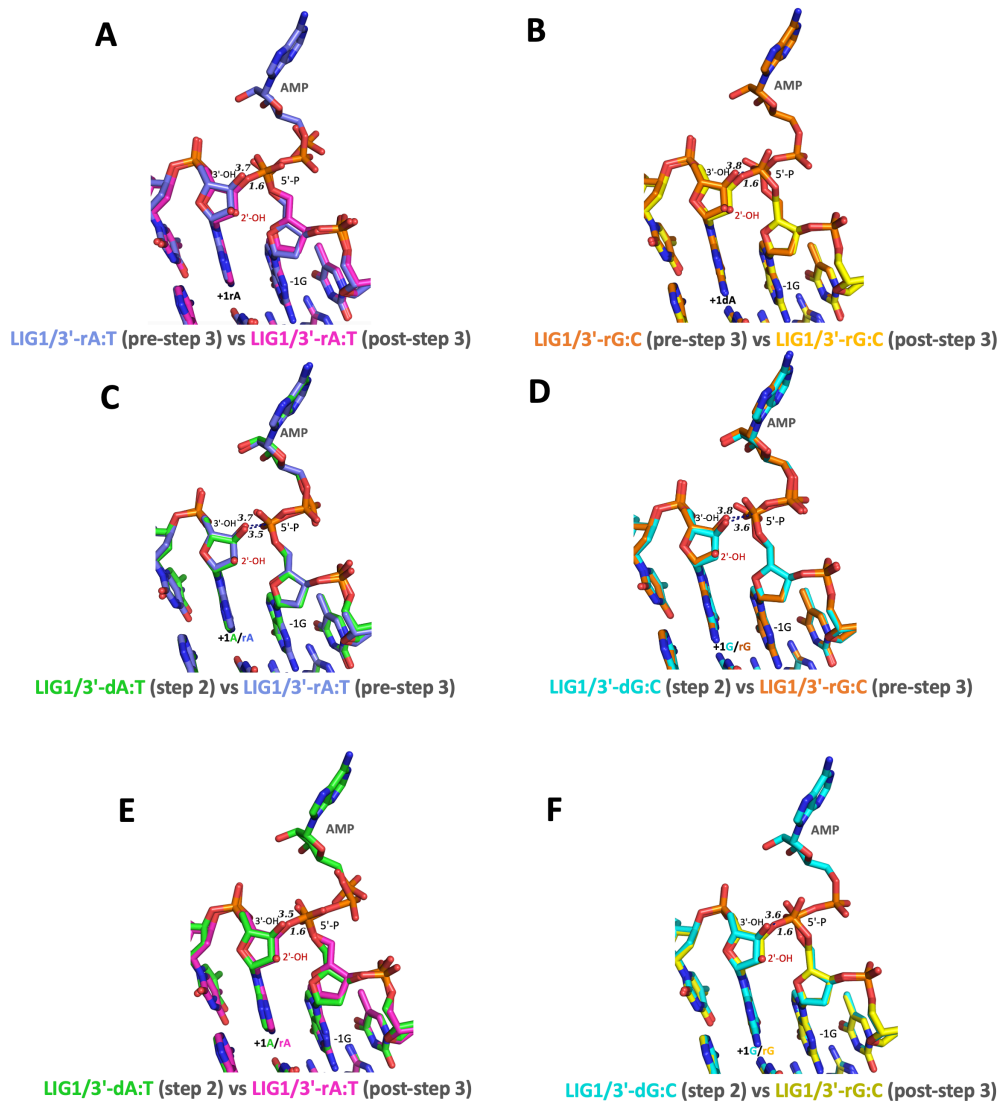 A
B
AMP
AMP
3'-OH
3.7
1.6
5'-P
2'-OH
+1rA
-1G
3'-OH
3.8
1.6
5'-P
2'-OH
+1dA
-1G
LIG1/3'-rA:T (pre-step 3) vs LIG1/3'-rA:T (post-step 3)
LIG1/3'-rG:C (pre-step 3) vs LIG1/3'-rG:C (post-step 3)
C
D
AMP
AMP
3'-OH
3.7
3.5
5'-P
2'-OH
+1A/rA
-1G
3'-OH
3.8
3.6
5'-P
2'-OH
+1G/rG
-1G
LIG1/3'-dA:T (step 2) vs LIG1/3'-rA:T (pre-step 3)
LIG1/3'-dG:C (step 2) vs LIG1/3'-rG:C (pre-step 3)
E
F
AMP
AMP
3'-OH
3.5
1.6
5'-P
2'-OH
+1A/rA
-1G
3'-OH
3.6
1.6
5'-P
2'-OH
+1G/rG
-1G
LIG1/3'-dA:T (step 2) vs LIG1/3'-rA:T (post-step 3)
LIG1/3'-dG:C (step 2) vs LIG1/3'-rG:C (post-step 3)